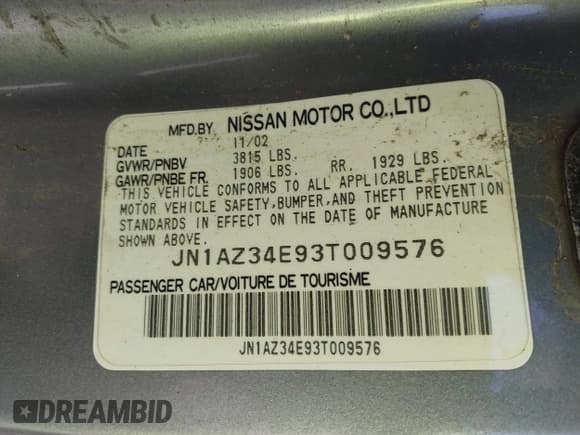 MFD.BY NISSAN MOTOR CO.,LTD
DATE 11/02
GVWR/PNBV 3815 LBS.
GAWR/PNBE FR. 1906 LBS. RR. 1929 LBS.
THIS VEHICLE CONFORMS TO ALL APPLICABLE FEDERAL
MOTOR VEHICLE SAFETY,BUMPER,AND THEFT PREVENTION
STANDARDS IN EFFECT ON THE DATE OF MANUFACTURE
SHOWN ABOVE.
JN1AZ34E93T009576
PASSENGER CAR/VOITURE DE TOURISME
JN1AZ34E93T009576
DREAMBID